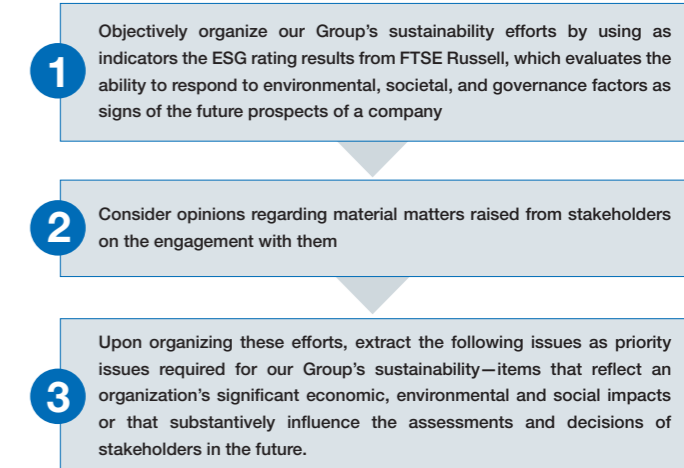 1
Objectively organize our Group's sustainability efforts by using as
indicators the ESG rating results from FTSE Russell, which evaluates the
ability to respond to environmental, societal, and governance factors as
signs of the future prospects of a company
2
Consider opinions regarding material matters raised from stakeholders
on the engagement with them
3
Upon organizing these efforts, extract the following issues as priority
issues required for our Group's sustainability—items that reflect an
organization's significant economic, environmental and social impacts
or that substantively influence the assessments and decisions of
stakeholders in the future.